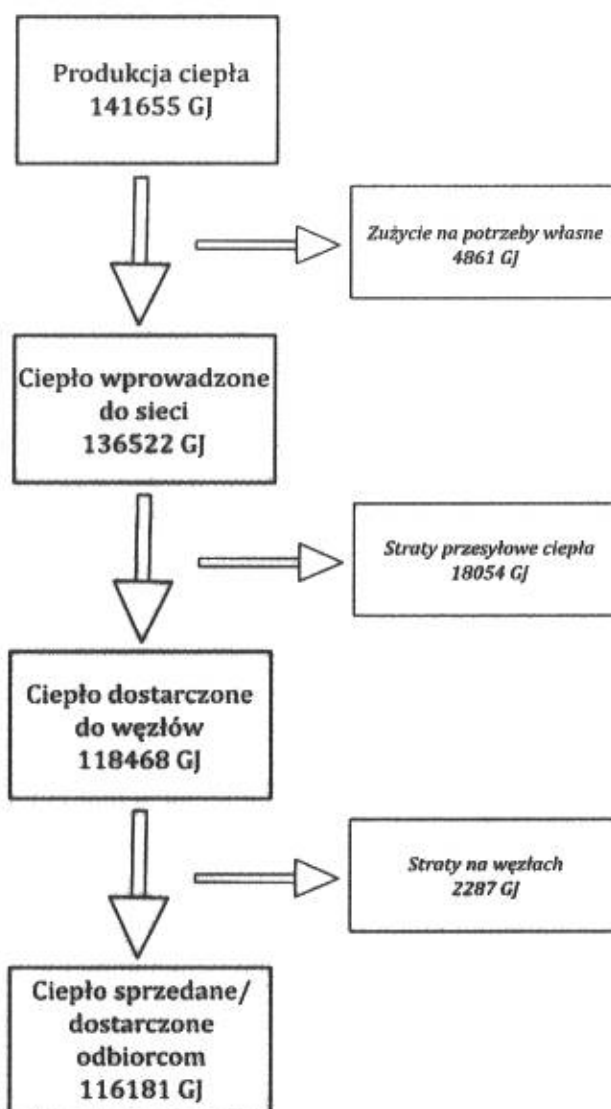 Produkcja ciepła
141655 GJ
Zużycie na potrzeby własne
4861 GJ
Ciepło wprowadzone
do sieci
136522 GJ
Straty przesyłowe ciepła
18054 GJ
Ciepło dostarczone
do węzłów
118468 GJ
Straty na węzłach
2287 GJ
Ciepło sprzedane/
dostarczone
odbiorcom
116181 GJ